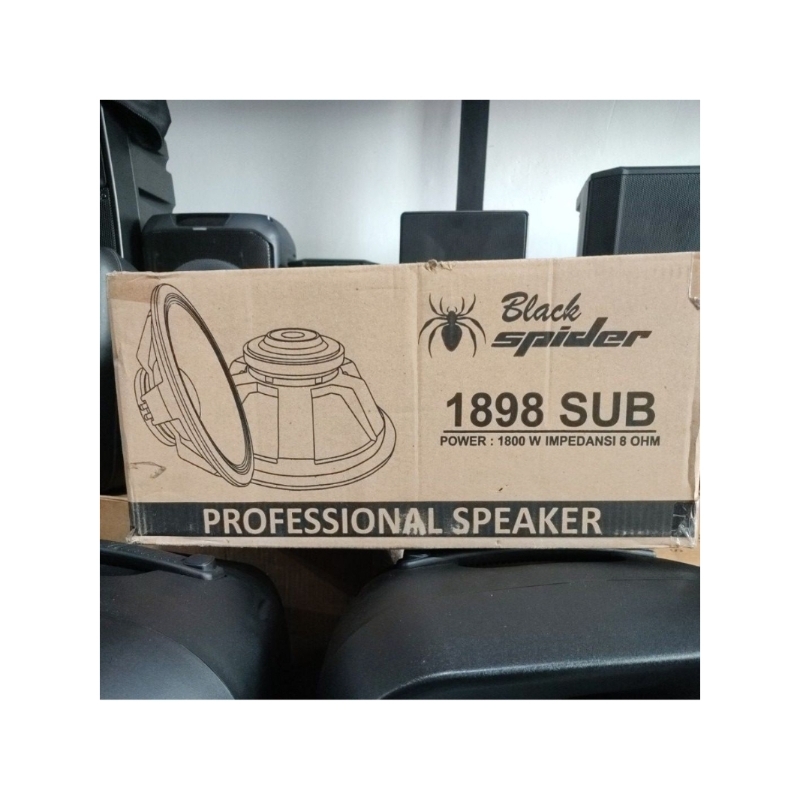 Black
spider
1898 SUB
POWER : 1800 W IMPEDANSI 8 OHM
PROFESSIONAL SPEAKER